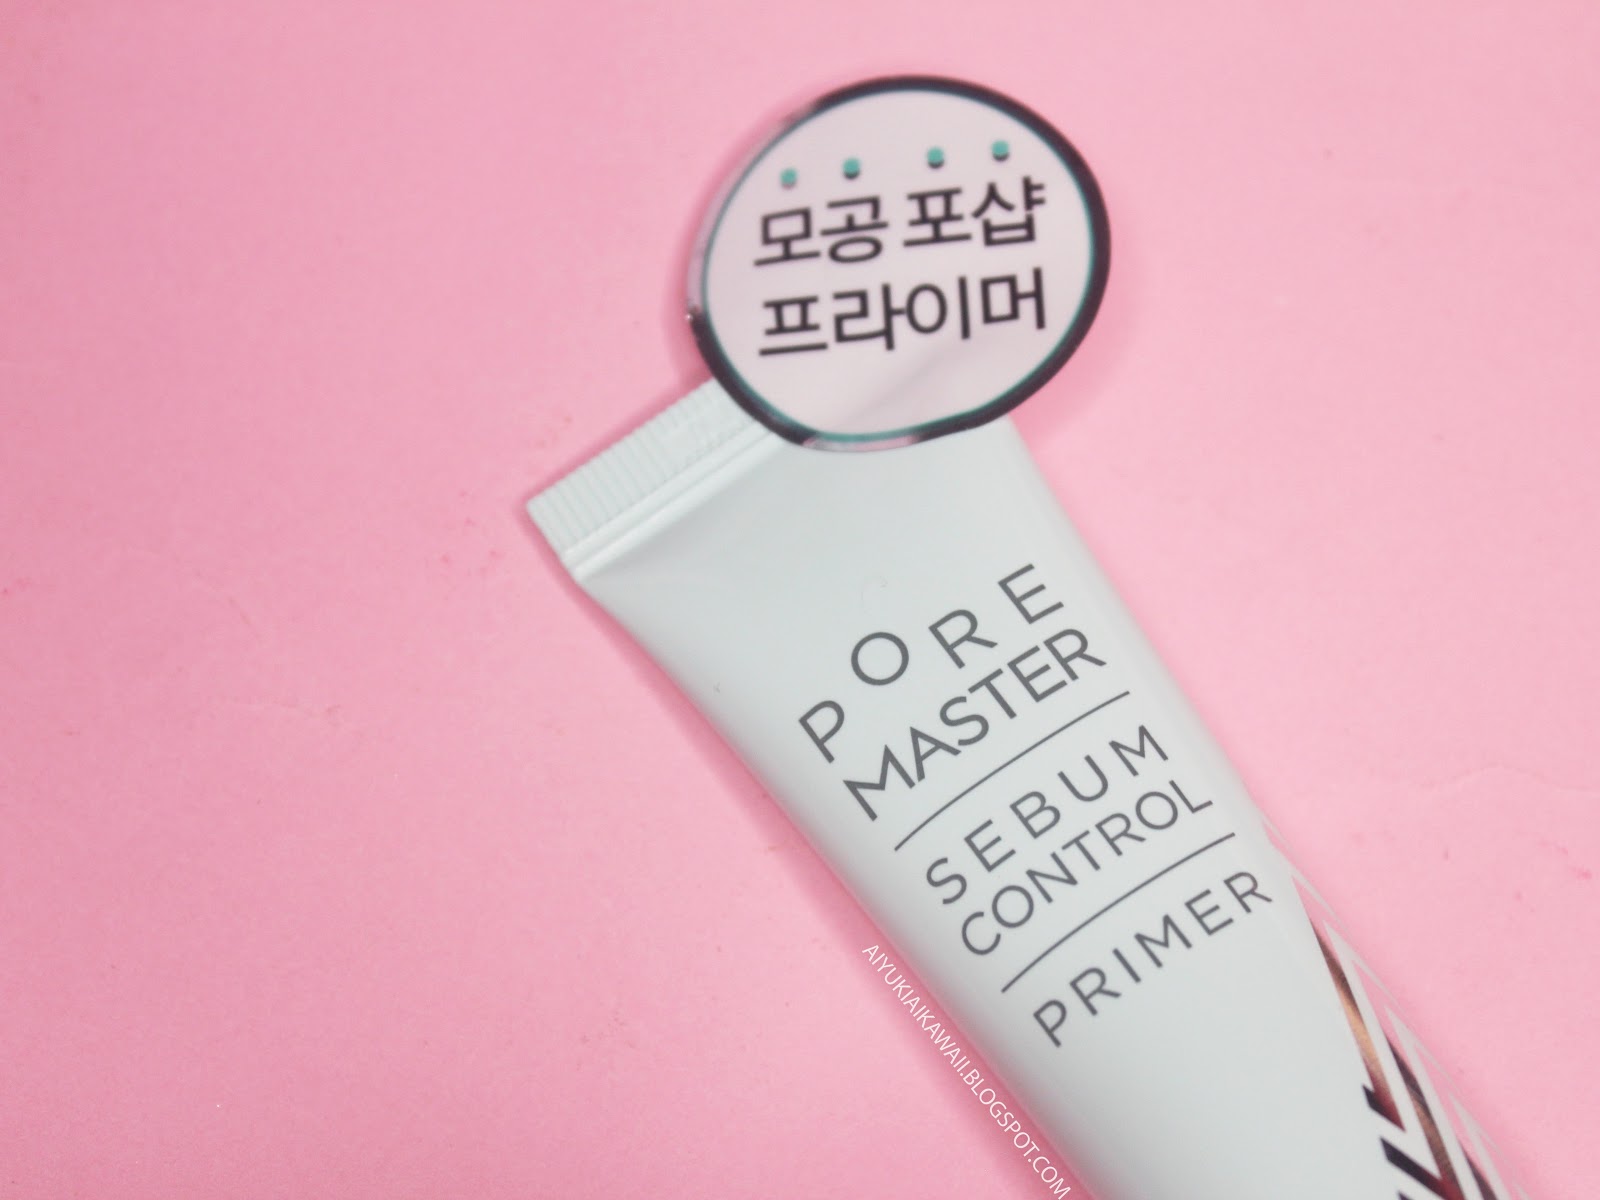 모공 포샵
프라이머
PORE
MASTER
SEBUM
CONTROL
PRIMER
AIYUKIAIKAWAII.BLOGSPOT.COM